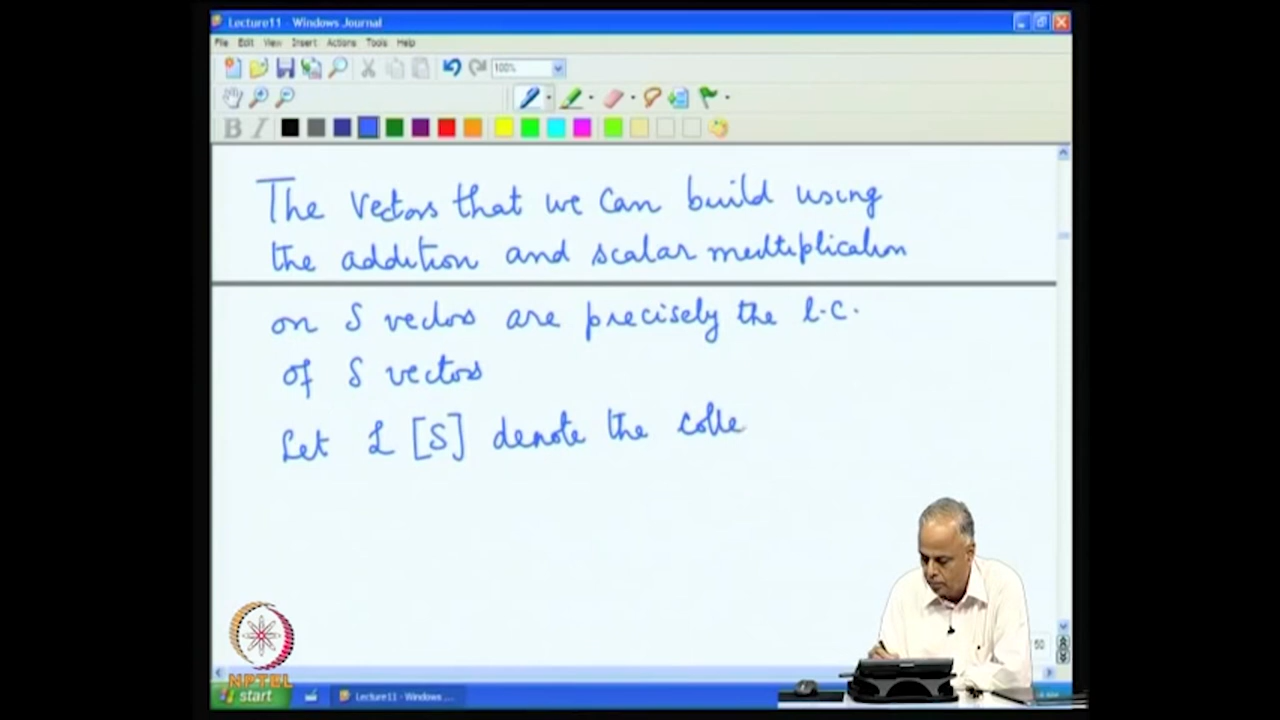 Lecture11 - Windows Journal
File Edit View Insert Actions Tools Help
100%
B I
The vectors that we can build using
the addition and scalar multiplication
on S vectors are precisely the l.c.
of S vectors
Let L [S] denote the colle
50
NPTEL
start Lecture11 - Windows ...